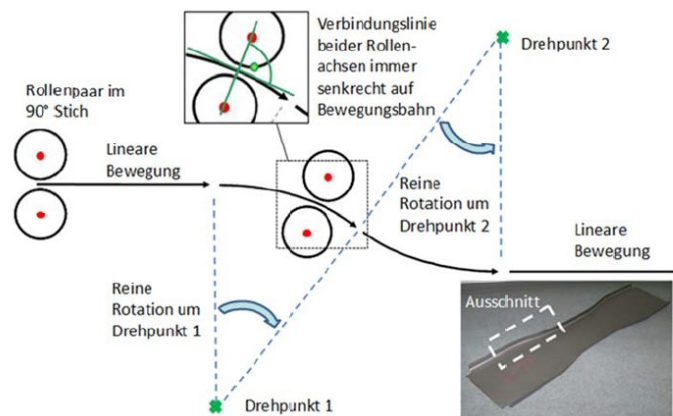 Verbindungslinie
beider Rollen-
achsen immer
senkrecht auf
Bewegungsbahn
Drehpunkt 2
Rollenpaar im
90° Stich
Lineare
Bewegung
Reine
Rotation um
Drehpunkt 2
Lineare
Bewegung
Reine
Rotation um
Drehpunkt 1
Ausschnitt
Drehpunkt 1